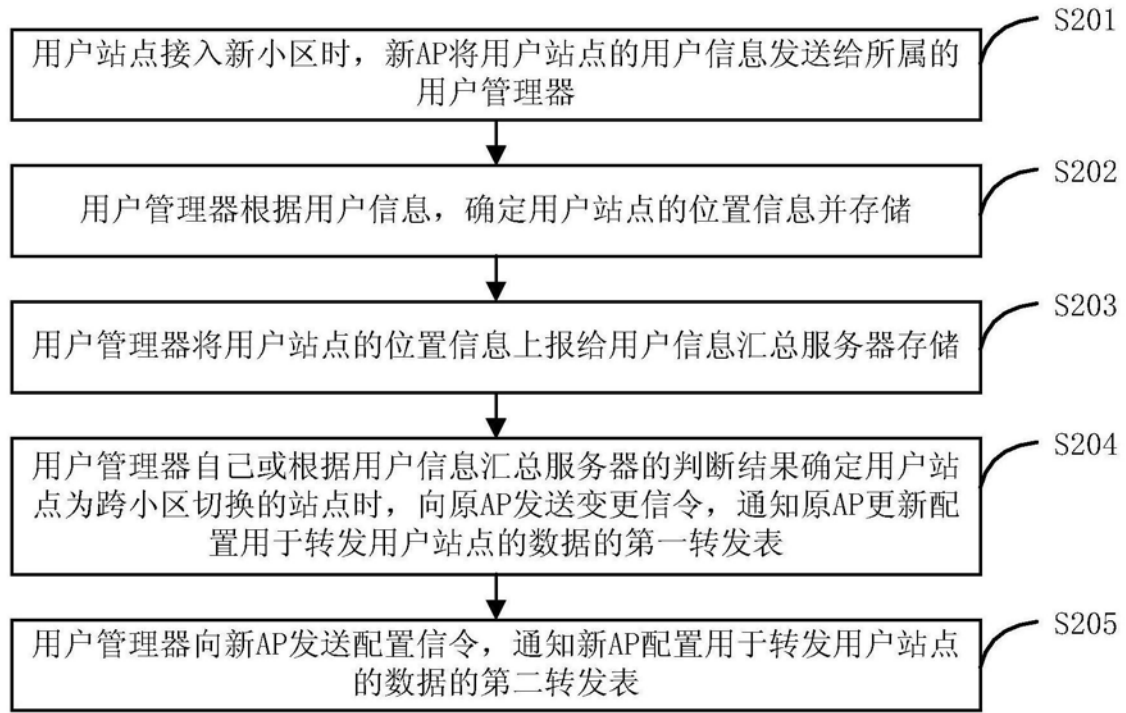 S201
用户站点接入新小区时，新AP将用户站点的用户信息发送给所属的
用户管理器
S202
用户管理器根据用户信息，确定用户站点的位置信息并存储
S203
用户管理器将用户站点的位置信息上报给用户信息汇总服务器存储
S204
用户管理器自己或根据用户信息汇总服务器的判断结果确定用户站
点为跨小区切换的站点时，向原AP发送变更信令，通知原AP更新配
置用于转发用户站点的数据的第一转发表
S205
用户管理器向新AP发送配置信令，通知新AP配置用于转发用户站点
的数据的第二转发表